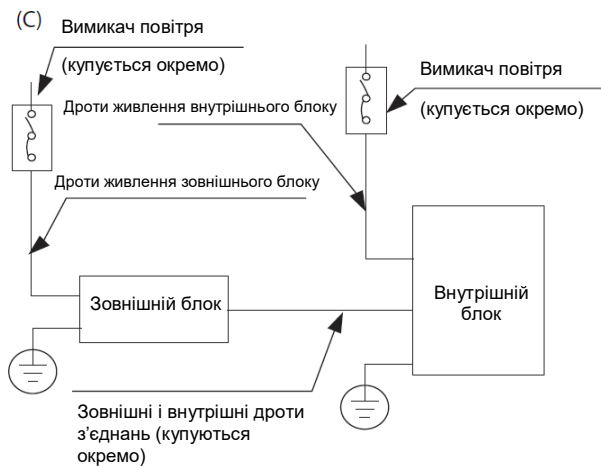 (C)
Вимикач повітря
(купується окремо)
Вимикач повітря
(купується окремо)
Дроти живлення внутрішнього блоку
Дроти живлення зовнішнього блоку
Зовнішній блок
Внутрішній
блок
Зовнішні і внутрішні дроти
з’єднань (купуються
окремо)